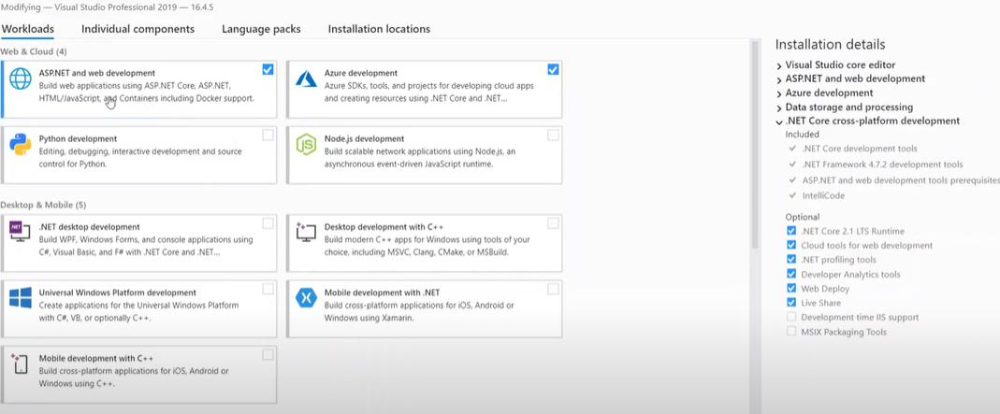 Modifying — Visual Studio Professional 2019 — 16.4.5
Workloads
Individual components
Language packs
Installation locations
Web & Cloud (4)
ASP.NET and web development
Build web applications using ASP.NET Core, ASP.NET,
HTML/JavaScript, and Containers including Docker support.
Azure development
Azure SDKs, tools, and projects for developing cloud apps
and creating resources using .NET Core and .NET...
Python development
Editing, debugging, interactive development and source
control for Python.
Node.js development
Build scalable network applications using Node.js, an
asynchronous event-driven JavaScript runtime.
Desktop & Mobile (5)
.NET desktop development
Build WPF, Windows Forms, and console applications using
C#, Visual Basic, and F# with .NET Core and .NET...
Desktop development with C++
Build modern C++ apps for Windows using tools of your
choice, including MSVC, Clang, CMake, or MSBuild.
Universal Windows Platform development
Create applications for the Universal Windows Platform
with C#, VB, or optionally C++.
Mobile development with .NET
Build cross-platform applications for iOS, Android or
Windows using Xamarin.
Mobile development with C++
Build cross-platform applications for iOS, Android or
Windows using C++.
Installation details
Visual Studio core editor
ASP.NET and web development
Azure development
Data storage and processing
.NET Core cross-platform development
Included
.NET Core development tools
.NET Framework 4.7.2 development tools
ASP.NET and web development tools prerequisites
IntelliCode
Optional
.NET Core 2.1 LTS Runtime
Cloud tools for web development
.NET profiling tools
Developer Analytics tools
Web Deploy
Live Share
Development time IIS support
MSIX Packaging Tools